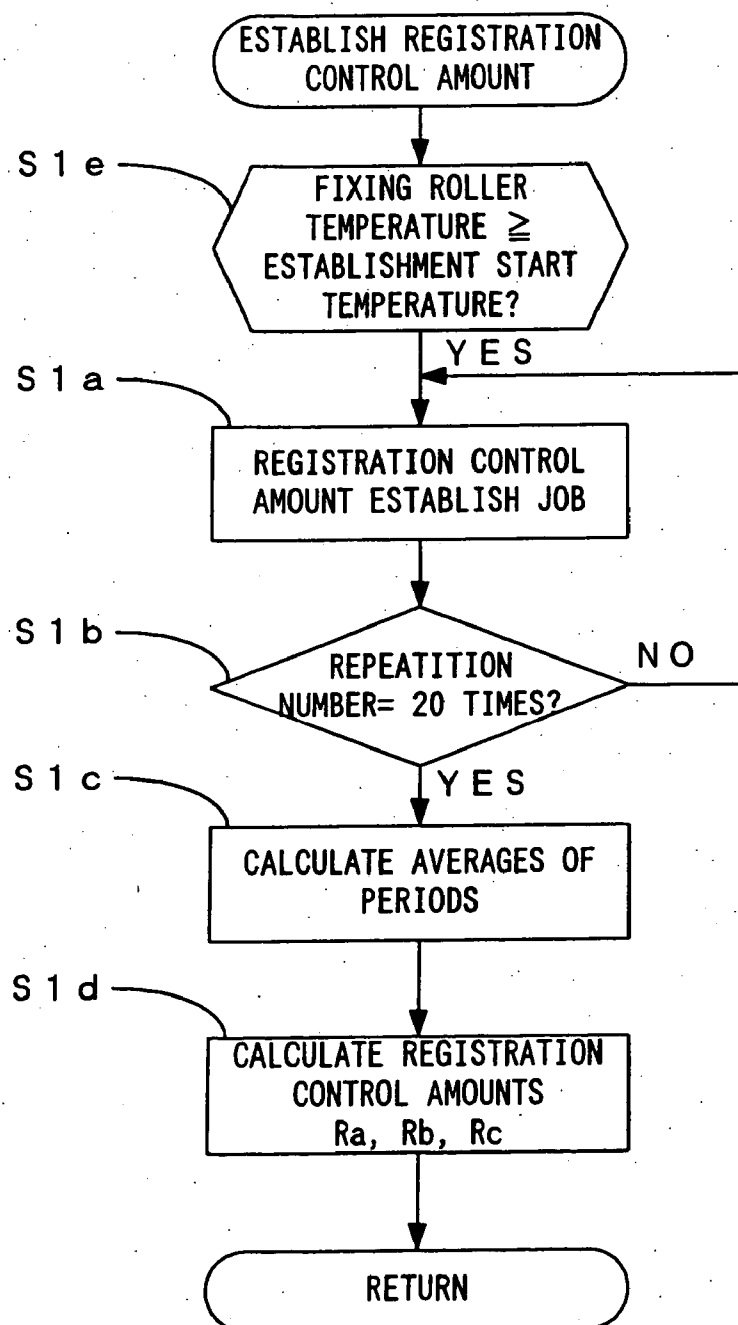 ESTABLISH REGISTRATION
CONTROL AMOUNT
S1e
FIXING ROLLER
TEMPERATURE ≧
ESTABLISHMENT START
TEMPERATURE?
YES
S1a
REGISTRATION CONTROL
AMOUNT ESTABLISH JOB
S1b
REPEATITION
NUMBER= 20 TIMES?
NO
YES
S1c
CALCULATE AVERAGES OF
PERIODS
S1d
CALCULATE REGISTRATION
CONTROL AMOUNTS
Ra, Rb, Rc
RETURN